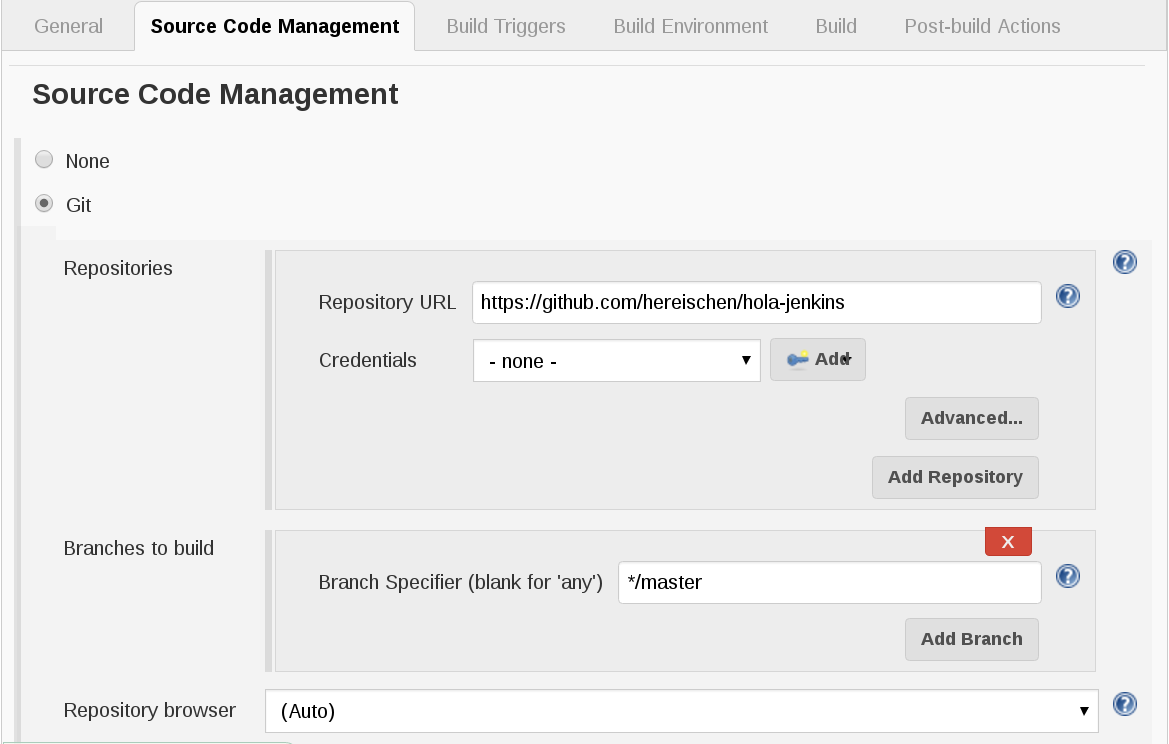 General Source Code Management Build Triggers Build Environment Build Post-build Actions
Source Code Management
None
Git
Repositories
Repository URL https://github.com/hereischen/hola-jenkins
Credentials - none - Add
Advanced...
Add Repository
Branches to build
X
Branch Specifier (blank for 'any') */master
Add Branch
Repository browser (Auto)